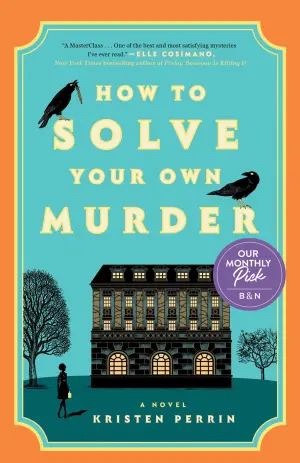 "A MasterClass . . . One of the best and most satisfying mysteries
I've ever read."—ELLE COSIMANO,
New York Times bestselling author of Finlay Donovan Is Killing It
HOW TO
SOLVE
YOUR OWN
MURDER
OUR
MONTHLY
Pick
B&N
A NOVEL
KRISTEN PERRIN